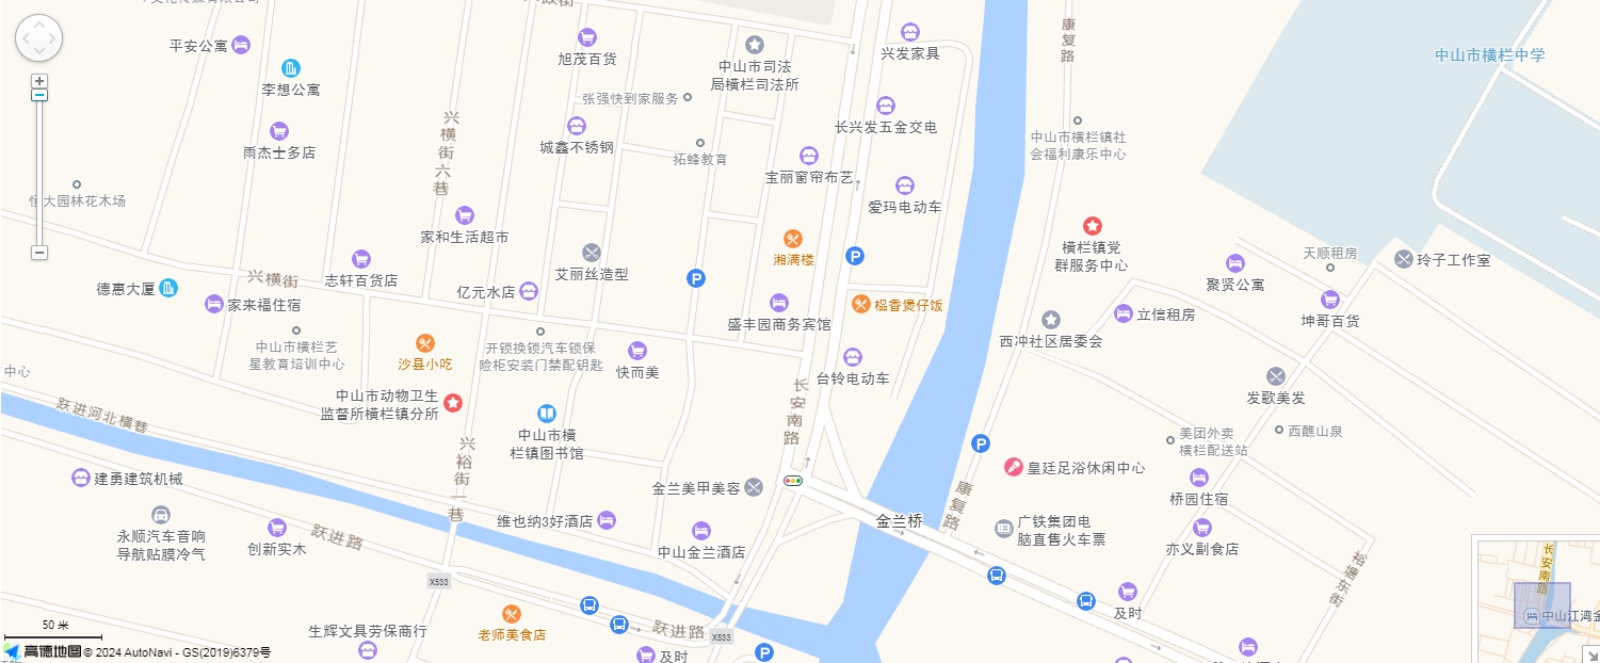 平安公寓
李想公寓
雨杰士多店
恒大园林花木场
兴横街六巷
家和生活超市
旭茂百货
张强快到家服务
城鑫不锈钢
拓蜂教育
中山市司法
局横栏司法所
兴发家具
长兴发五金交电
宝丽窗帘布艺
爱玛电动车
康复路
中山市横栏镇社
会福利康乐中心
中山市横栏中学
横栏镇党
群服务中心
天顺租房
玲子工作室
聚贤公寓
立信租房
坤哥百货
西冲社区居委会
德惠大厦
家来福住宿
兴横街
志轩百货店
亿元水店
艾丽丝造型
P
湘满楼
P
盛丰园商务宾馆
榀香煲仔饭
中山市横栏艺
星教育培训中心
沙县小吃
开锁换锁汽车锁保
险柜安装门禁配钥匙
快而美
台铃电动车
长安南路
中心
跃进河北横巷
中山市动物卫生
监督所横栏镇分所
中山市横
栏镇图书馆
兴裕街一巷
发歌美发
西醮山泉
美团外卖
横栏配送站
P
皇廷足浴休闲中心
桥园住宿
建勇建筑机械
金兰美甲美容
维也纳3好酒店
金兰桥
康复路
广铁集团电
脑直售火车票
亦义副食店
永顺汽车音响
导航贴膜冷气
创新实木
跃进路
中山金兰酒店
X533
裕塘东街
及时
50 米
生辉文具劳保商行
老师美食店
跃进路
X533
及时
P
长安南路
中山江湾金
高德地图 © 2024 AutoNavi - GS(2019)6379号